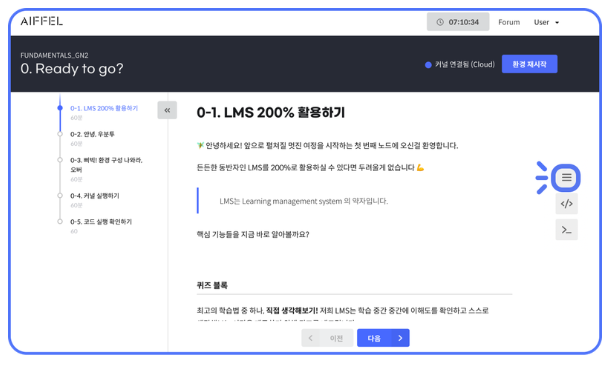 AIFFEL
07:10:34
Forum
User
FUNDAMENTALS_GN2
0. Ready to go?
커널 연결됨 (Cloud)
환경 재시작
0-1. LMS 200% 활용하기
60분
0-2. 안녕, 우분투
60분
0-3. 삐빅! 환경 구성 나와라,
오버
60분
0-4. 커널 실행하기
60분
0-5. 코드 실행 확인하기
60
0-1. LMS 200% 활용하기
안녕하세요! 앞으로 펼쳐질 멋진 여정을 시작하는 첫 번째 노드에 오신걸 환영합니다.
든든한 동반자인 LMS를 200%로 활용하실 수 있다면 두려울게 없습니다 💪
LMS는 Learning management system 의 약자입니다.
핵심 기능들을 지금 바로 알아볼까요?
퀴즈 블록
최고의 학습법 중 하나, 직접 생각해보기! 저희 LMS는 학습 중간 중간에 이해도를 확인하고 스스로
이전
다음